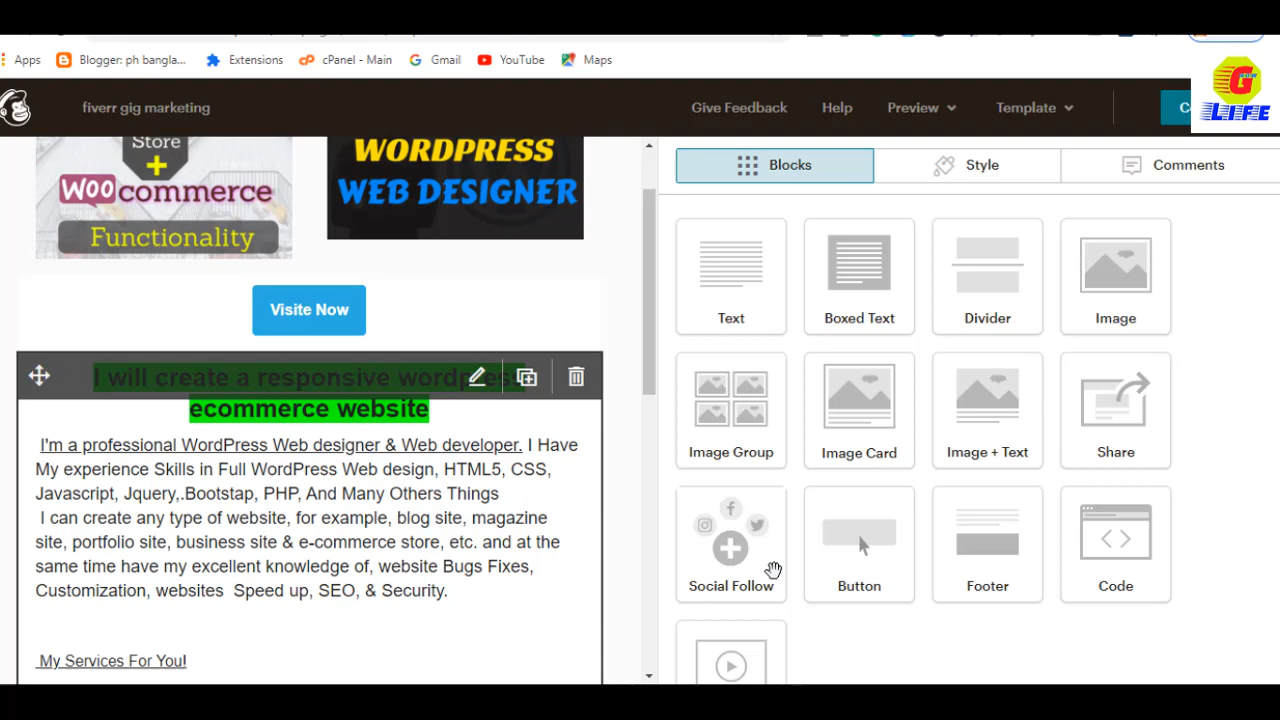 Apps
Blogger: ph bangla...
Extensions
cPanel - Main
Gmail
YouTube
Maps
fiverr gig marketing
Give Feedback
Help
Preview
Template
G
LIFE
Store
+
WOO commerce
Functionality
WORDPRESS
WEB DESIGNER
Blocks
Style
Comments
Visite Now
I will create a responsive wordpress
ecommerce website
I'm a professional WordPress Web designer & Web developer. I Have
My experience Skills in Full WordPress Web design, HTML5, CSS,
Javascript, Jquery,.Bootstap, PHP, And Many Others Things
I can create any type of website, for example, blog site, magazine
site, portfolio site, business site & e-commerce store, etc. and at the
same time have my excellent knowledge of, website Bugs Fixes,
Customization, websites  Speed up, SEO, & Security.
My Services For You!
Text
Boxed Text
Divider
Image
Image Group
Image Card
Image + Text
Share
Social Follow
Button
Footer
Code